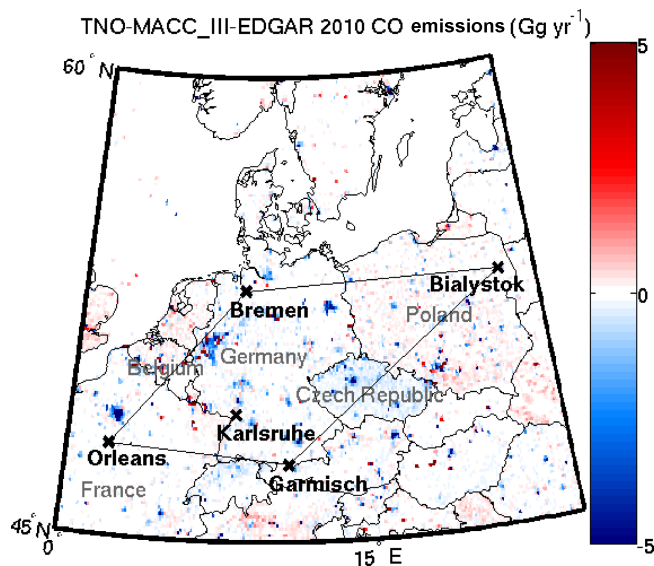 TNO-MACC_III-EDGAR 2010 CO emissions (Gg yr⁻¹)
60° N
5
Bialystok
0
Bremen
Poland
Germany
Belgium
Czech Republic
Karlsruhe
Orleans
Garmisch
France
45° N
0
15° E
-5